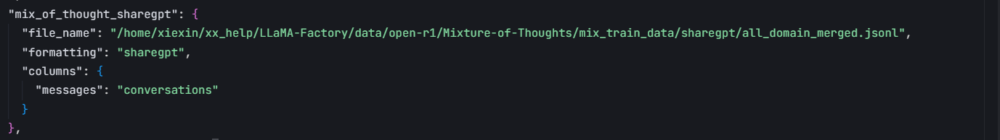 "mix_of_thought_sharegpt": {
"file_name": "/home/xiexin/xx_help/LLaMA-Factory/data/open-r1/Mixture-of-Thoughts/mix_train_data/sharegpt/all_domain_merged.jsonl",
"formatting": "sharegpt",
"columns": {
"messages": "conversations"
}
},